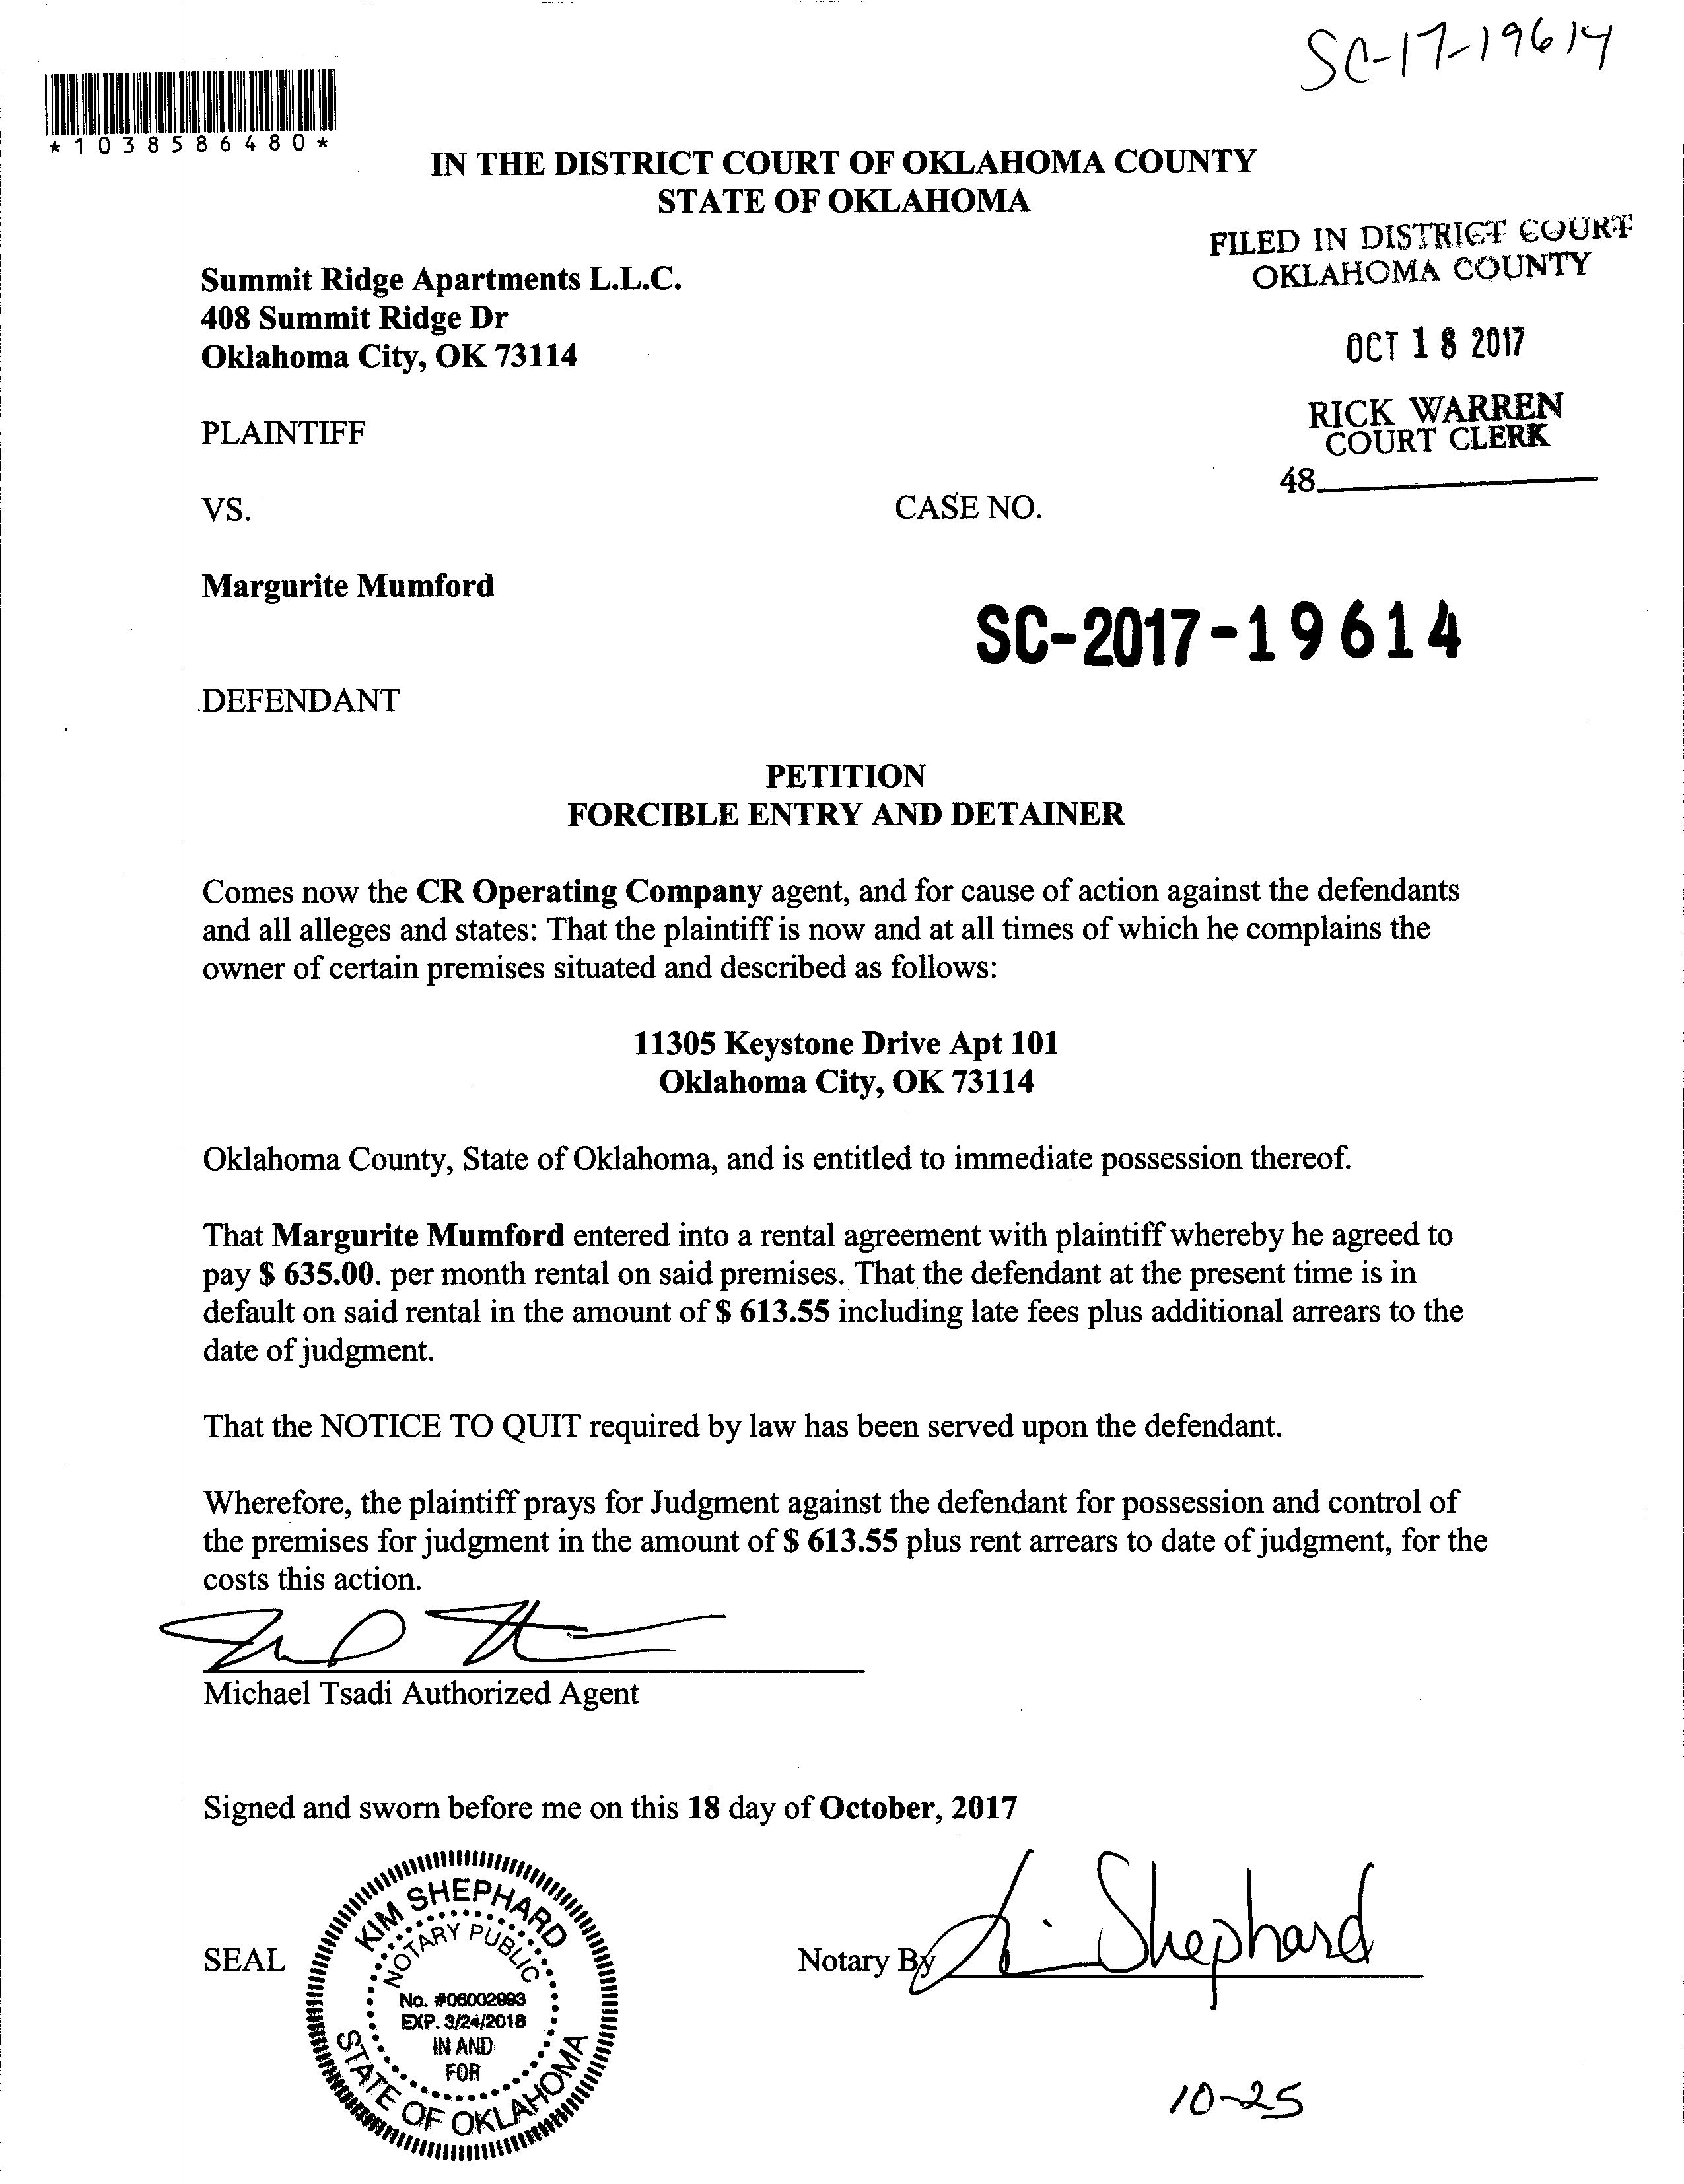 SC-17-19614
*1038586480*
IN THE DISTRICT COURT OF OKLAHOMA COUNTY
STATE OF OKLAHOMA
FILED IN DISTRICT COURT
OKLAHOMA COUNTY
Summit Ridge Apartments L.L.C.
408 Summit Ridge Dr
Oklahoma City, OK 73114
OCT 18 2017
RICK WARREN
COURT CLERK
48
PLAINTIFF
VS.
CASE NO.
Margurite Mumford
SC-2017-19614
DEFENDANT
PETITION
FORCIBLE ENTRY AND DETAINER
Comes now the CR Operating Company agent, and for cause of action against the defendants
and all alleges and states: That the plaintiff is now and at all times of which he complains the
owner of certain premises situated and described as follows:
11305 Keystone Drive Apt 101
Oklahoma City, OK 73114
Oklahoma County, State of Oklahoma, and is entitled to immediate possession thereof.
That Margurite Mumford entered into a rental agreement with plaintiff whereby he agreed to
pay $ 635.00. per month rental on said premises. That the defendant at the present time is in
default on said rental in the amount of $ 613.55 including late fees plus additional arrears to the
date of judgment.
That the NOTICE TO QUIT required by law has been served upon the defendant.
Wherefore, the plaintiff prays for Judgment against the defendant for possession and control of
the premises for judgment in the amount of $ 613.55 plus rent arrears to date of judgment, for the
costs this action.
Michael Tsadi Authorized Agent
Signed and sworn before me on this 18 day of October, 2017
SEAL
KIM SHEPHARD
NOTARY PUBLIC
No. #06002993
EXP. 3/24/2018
IN AND
FOR
STATE OF OKLAHOMA
Notary By
Shephard
10-25